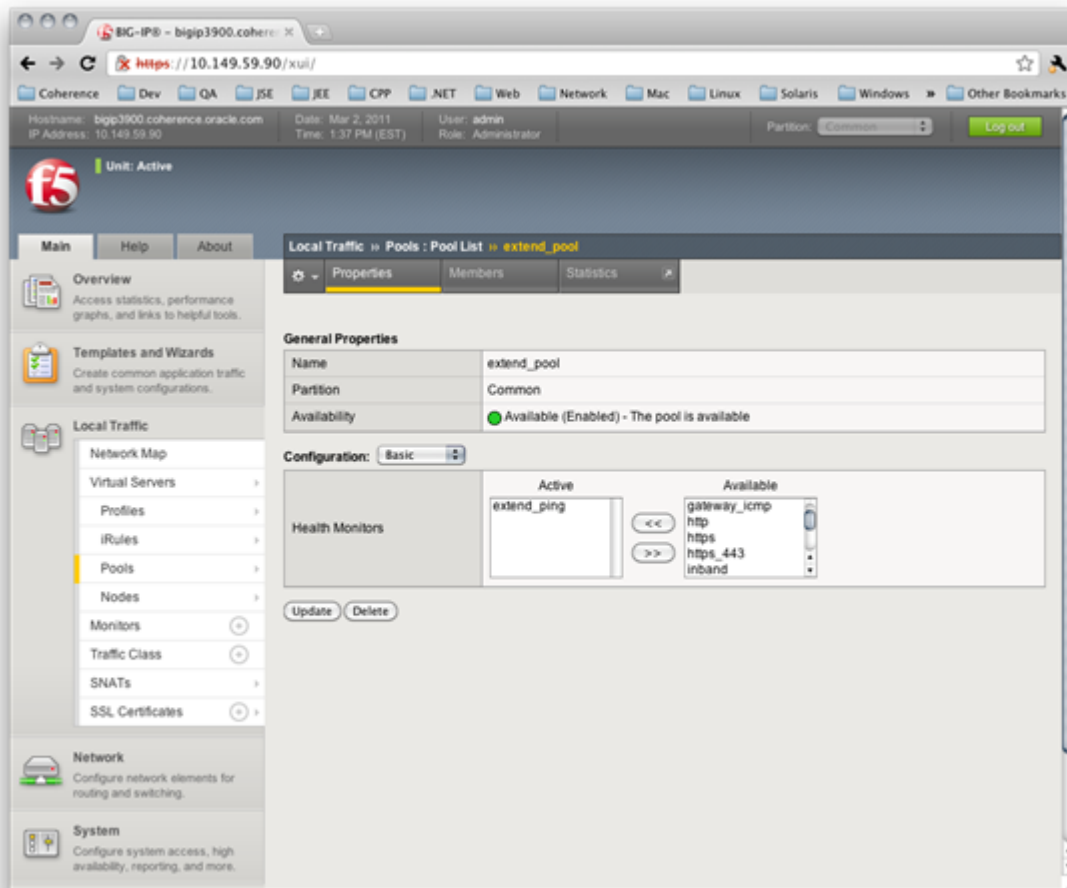 BIG-IP® - bigip3900.cohere
https://10.149.59.90/xui/
Coherence Dev QA JSE JEE CPP .NET Web Network Mac Linux Solaris Windows » Other Bookmarks
Hostname: bigip3900.coherence.oracle.com Date: Mar 2, 2011 User: admin
IP Address: 10.149.59.90 Time: 1:37 PM (EST) Role: Administrator
Partition: Common Log out
f5
Unit: Active
Main Help About
Local Traffic » Pools : Pool List » extend_pool
Properties Members Statistics
Overview
Access statistics, performance
graphs, and links to helpful tools.
Templates and Wizards
Create common application traffic
and system configurations.
Local Traffic
Network Map
Virtual Servers
Profiles
iRules
Pools
Nodes
Monitors
Traffic Class
SNATs
SSL Certificates
Network
Configure network elements for
routing and switching.
System
Configure system access, high
availability, reporting, and more.
General Properties
Name extend_pool
Partition Common
Availability Available (Enabled) - The pool is available
Configuration: Basic
Health Monitors
Active
extend_ping
<< 
>>
Available
gateway_icmp
http
https
https_443
inband
Update Delete